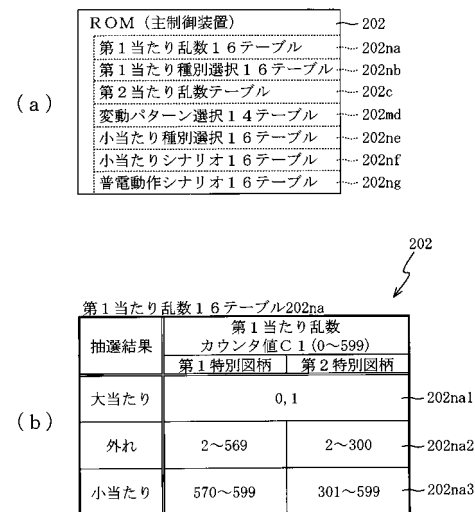 ROM（主制御装置）
202
第１当たり乱数１６テーブル
202na
第１当たり種別選択１６テーブル
202nb
第２当たり乱数テーブル
202c
変動パターン選択１４テーブル
202md
小当たり種別選択１６テーブル
202ne
小当たりシナリオ１６テーブル
202nf
普電動作シナリオ１６テーブル
202ng
（a）
202
第１当たり乱数１６テーブル202na
抽選結果
第１当たり乱数
カウンタ値Ｃ１(0～599)
第１特別図柄
第２特別図柄
大当たり
0,1
202na1
（b）
外れ
2～569
2～300
202na2
小当たり
570～599
301～599
202na3